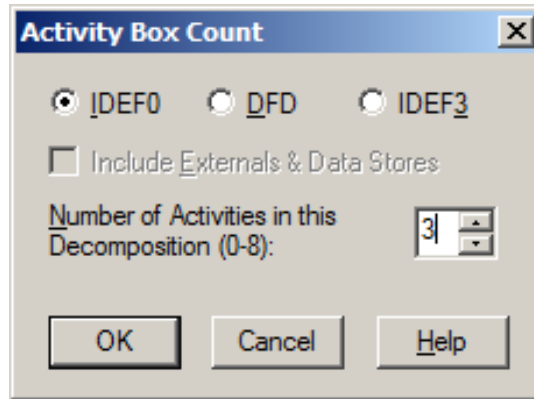 Activity Box Count
IDEF0 DFD IDEF3
Include Externals & Data Stores
Number of Activities in this
Decomposition (0-8):
3
OK Cancel Help